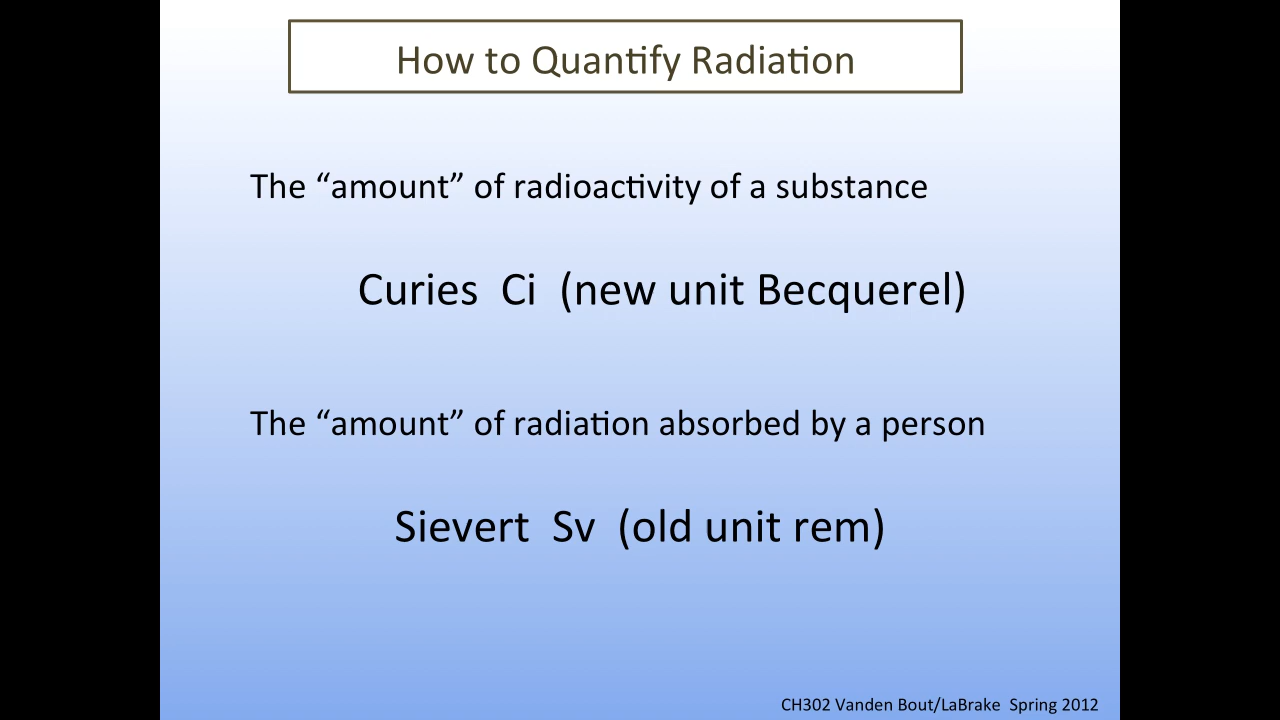 How to Quantify Radiation
The “amount” of radioactivity of a substance
Curies  Ci  (new unit Becquerel)
The “amount” of radiation absorbed by a person
Sievert  Sv  (old unit rem)
CH302 Vanden Bout/LaBrake  Spring 2012